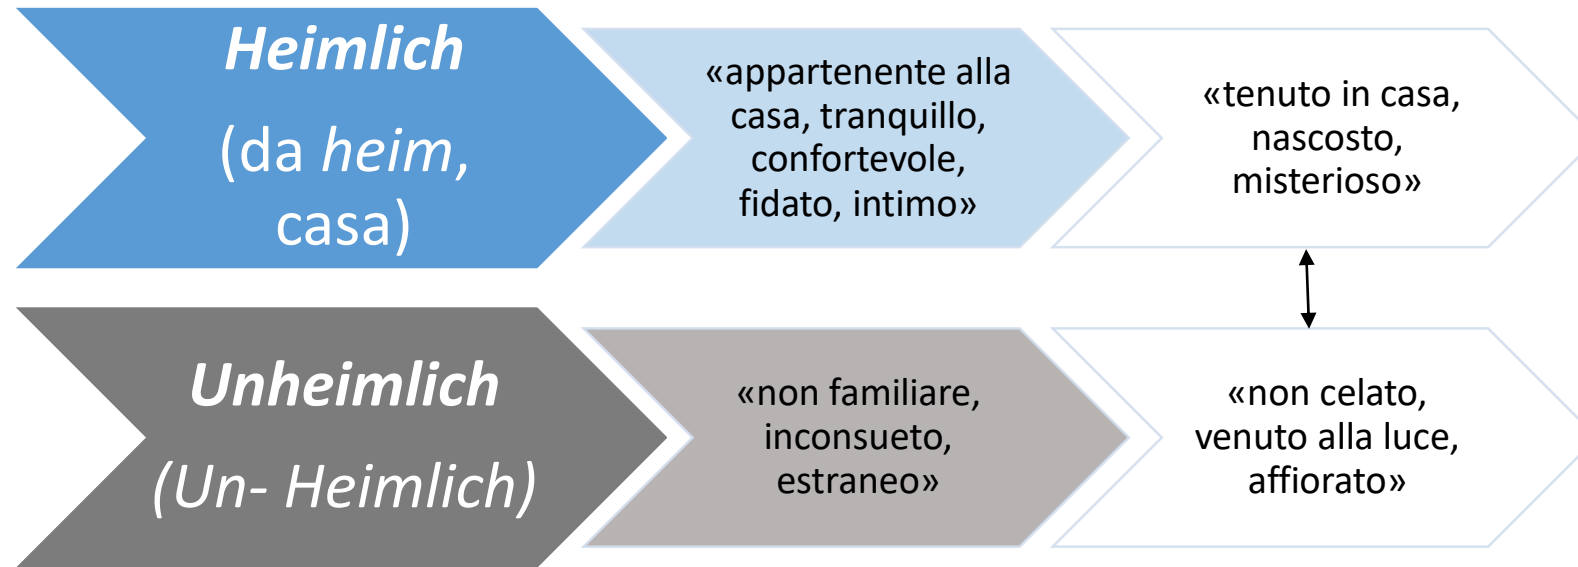 Heimlich
(da heim,
casa)
«appartenente alla
casa, tranquillo,
confortevole,
fidato, intimo»
«tenuto in casa,
nascosto,
misterioso»
Unheimlich
(Un- Heimlich)
«non familiare,
inconsueto,
estraneo»
«non celato,
venuto alla luce,
affiorato»